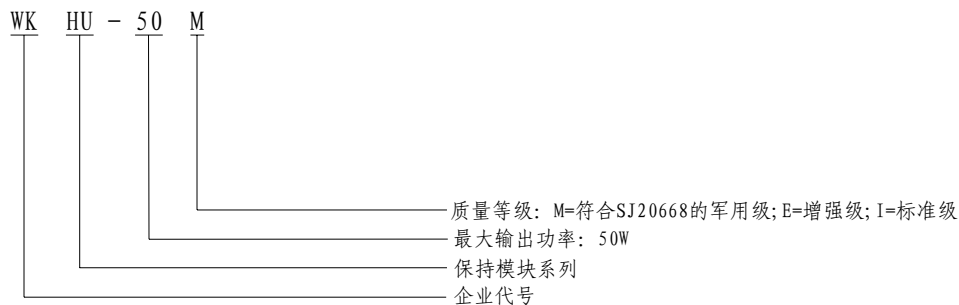 WK HU - 50 M
质量等级: M=符合SJ20668的军用级; E=增强级; I=标准级
最大输出功率: 50W
保持模块系列
企业代号